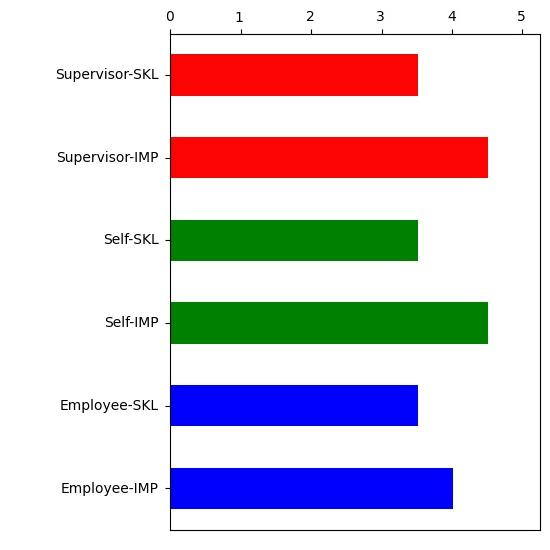 0 1 2 3 4 5
Supervisor-SKL
Supervisor-IMP
Self-SKL
Self-IMP
Employee-SKL
Employee-IMP